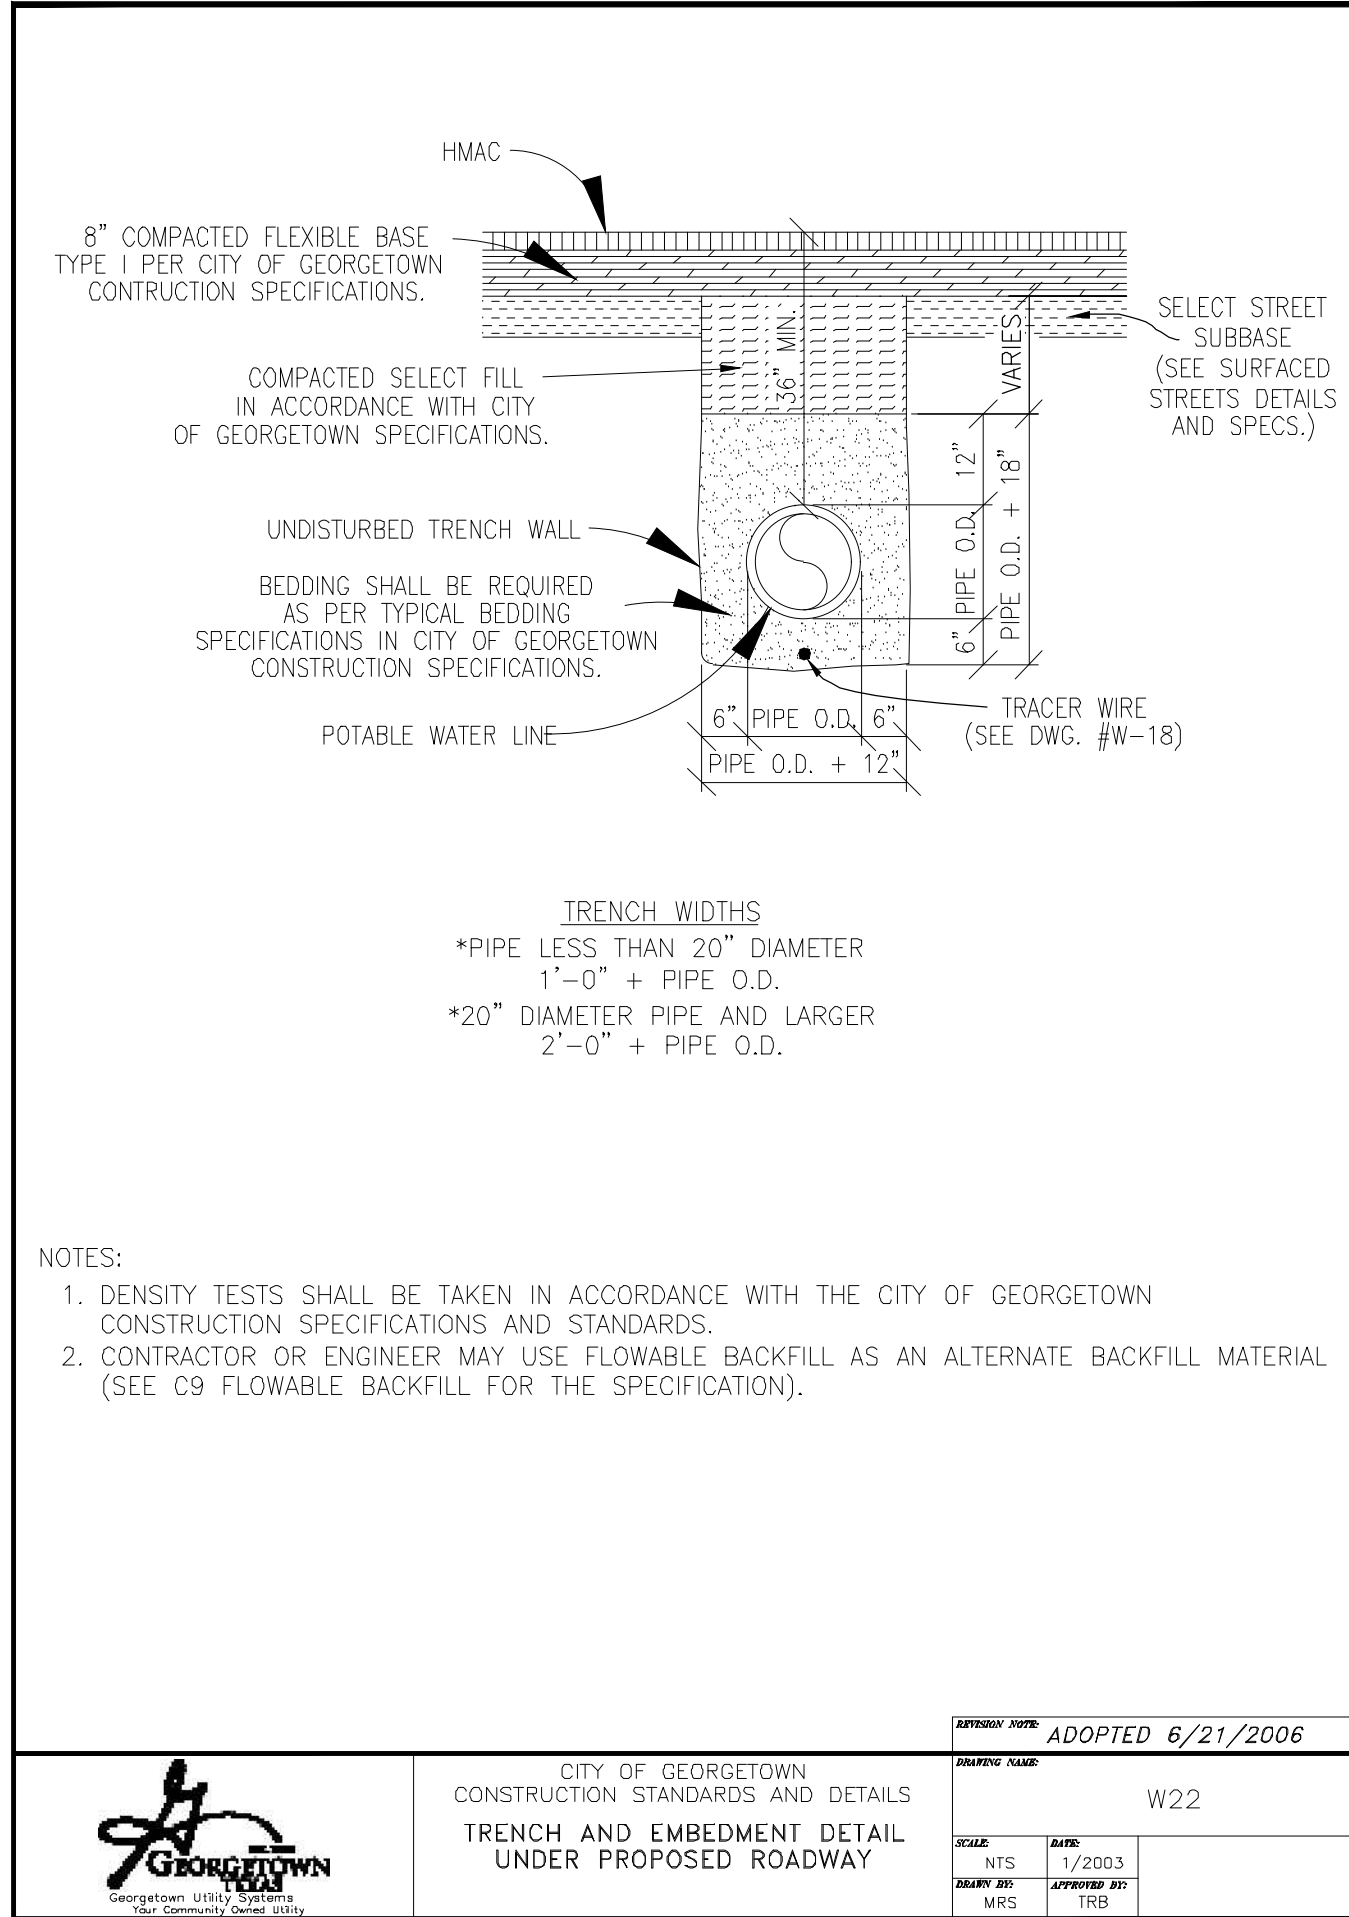 HMAC
8" COMPACTED FLEXIBLE BASE
TYPE I PER CITY OF GEORGETOWN
CONTRUCTION SPECIFICATIONS.
SELECT STREET
SUBBASE
(SEE SURFACED
STREETS DETAILS
AND SPECS.)
COMPACTED SELECT FILL
IN ACCORDANCE WITH CITY
OF GEORGETOWN SPECIFICATIONS.
36" MIN.
VARIES
12"
PIPE O.D.
6"
PIPE O.D. + 18"
UNDISTURBED TRENCH WALL
BEDDING SHALL BE REQUIRED
AS PER TYPICAL BEDDING
SPECIFICATIONS IN CITY OF GEORGETOWN
CONSTRUCTION SPECIFICATIONS.
POTABLE WATER LINE
6" PIPE O.D. 6"
PIPE O.D. + 12"
TRACER WIRE
(SEE DWG. #W-18)
TRENCH WIDTHS
*PIPE LESS THAN 20" DIAMETER
1'-0" + PIPE O.D.
*20" DIAMETER PIPE AND LARGER
2'-0" + PIPE O.D.
NOTES:
1. DENSITY TESTS SHALL BE TAKEN IN ACCORDANCE WITH THE CITY OF GEORGETOWN
CONSTRUCTION SPECIFICATIONS AND STANDARDS.
2. CONTRACTOR OR ENGINEER MAY USE FLOWABLE BACKFILL AS AN ALTERNATE BACKFILL MATERIAL
(SEE C9 FLOWABLE BACKFILL FOR THE SPECIFICATION).
REVISION NOTE: ADOPTED 6/21/2006
GEORGETOWN
TEXAS
Georgetown Utility Systems
Your Community Owned Utility
CITY OF GEORGETOWN
CONSTRUCTION STANDARDS AND DETAILS
TRENCH AND EMBEDMENT DETAIL
UNDER PROPOSED ROADWAY
DRAWING NAME:
W22
SCALE:
NTS
DATE:
1/2003
DRAWN BY:
MRS
APPROVED BY:
TRB